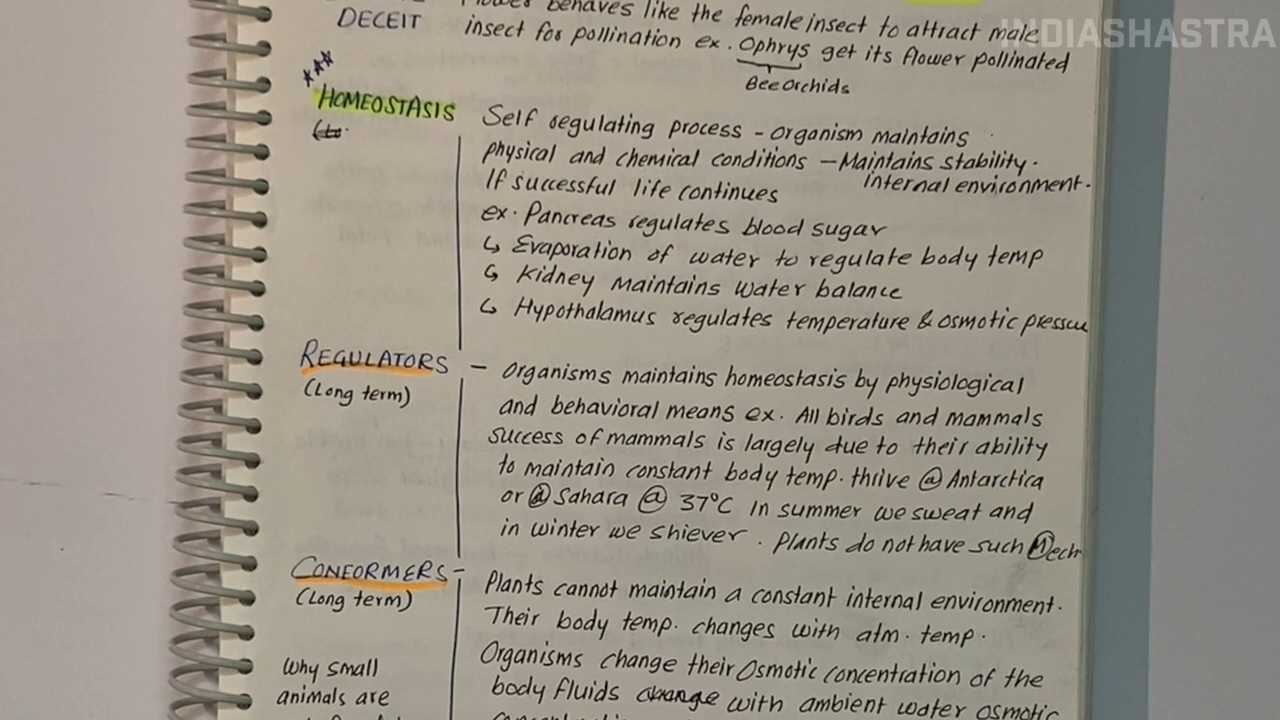 INDIASHASTRA
behaves like the female insect to attract male
DECEIT
insect for pollination ex. Ophrys get its flower pollinated
Bee Orchids
***
HOMEOSTASIS
Self regulating process - organism maintains
physical and chemical conditions - Maintains stability.
Internal environment.
If successful life continues
ex. Pancreas regulates blood sugar
↳ Evaporation of water to regulate body temp
↳ Kidney maintains water balance
↳ Hypothalamus regulates temperature & osmotic pressure
REGULATORS -
(Long term)
Organisms maintains homeostasis by physiological
and behavioral means ex. All birds and mammals
success of mammals is largely due to their ability
to maintain constant body temp. thrive @ Antarctica
or @ Sahara @ 37°C In summer we sweat and
in winter we shiever. Plants do not have such Mech
CONFORMERS -
(Long term)
Plants cannot maintain a constant internal environment.
Their body temp. changes with atm. temp.
Organisms change their Osmotic concentration of the
body fluids change with ambient water osmotic
Why small
animals are